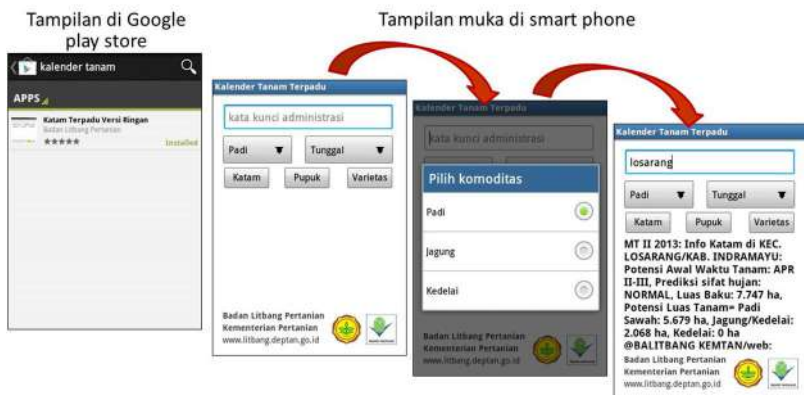 Tampilan di Google
play store
Tampilan muka di smart phone
kalender tanam
APPS
Katam Terpadu Versi Ringan
Badan Litbang Pertanian
Installed
Kalender Tanam Terpadu
kata kunci administrasi
Padi
Tunggal
Katam
Pupuk
Varietas
Badan Litbang Pertanian
Kementerian Pertanian
www.litbang.deptan.go.id
Kalender Tanam Terpadu
kata kunci administrasi
Pilih komoditas
Padi
Jagung
Kedelai
Badan Litbang Pertanian
Kementerian Pertanian
www.litbang.deptan.go.id
Kalender Tanam Terpadu
losarang
Padi
Tunggal
Katam
Pupuk
Varietas
MT II 2013: Info Katam di KEC.
LOSARANG/KAB. INDRAMAYU:
Potensi Awal Waktu Tanam: APR
II-III, Prediksi sifat hujan:
NORMAL, Luas Baku: 7.747 ha,
Potensi Luas Tanam= Padi
Sawah: 5.679 ha, Jagung/Kedelai:
2.068 ha, Kedelai: 0 ha
@BALITBANG KEMTAN/web:
Badan Litbang Pertanian
Kementerian Pertanian
www.litbang.deptan.go.id